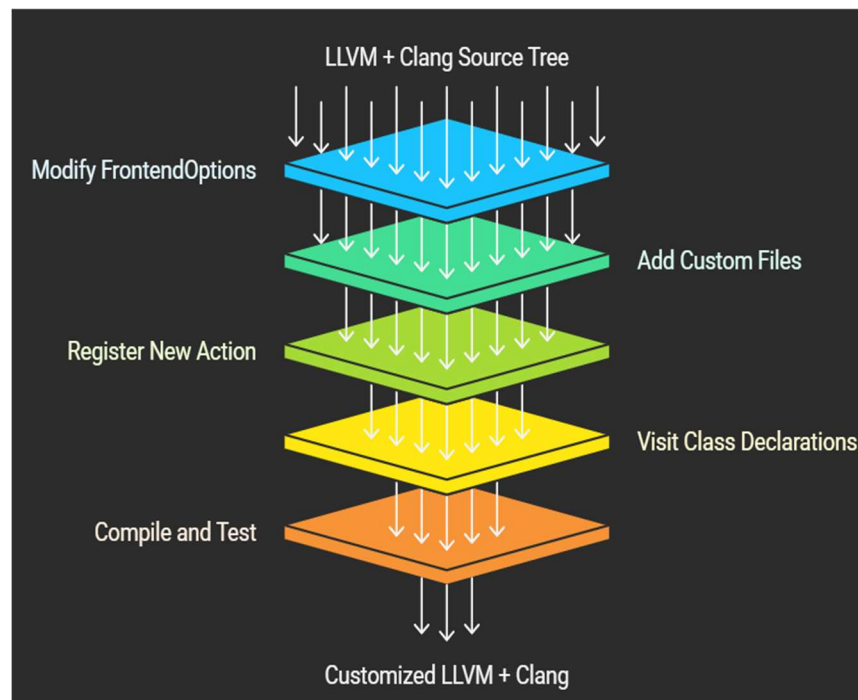 LLVM + Clang Source Tree
Modify FrontendOptions
Add Custom Files
Register New Action
Visit Class Declarations
Compile and Test
Customized LLVM + Clang